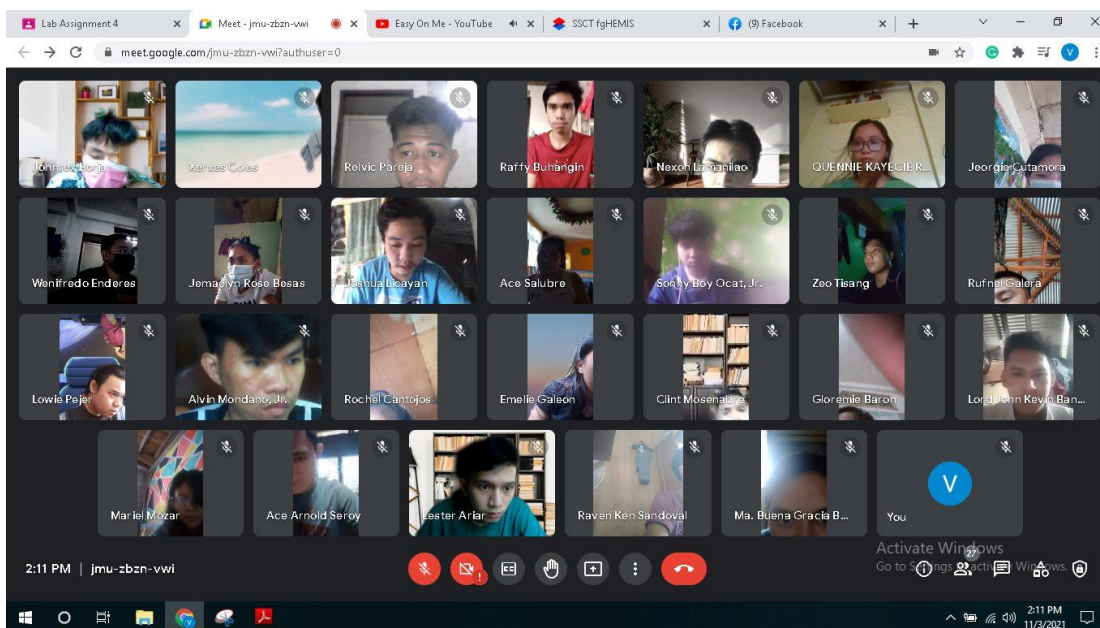 Lab Assignment 4
Meet - jmu-zbzn-vwi
Easy On Me - YouTube
SSCT fgHEMIS
(9) Facebook
meet.google.com/jmu-zbzn-vwi?authuser=0
V
Johnrex Borja
Xerxes Coles
Relvic Pareja
Raffy Buhangin
Nexon Lamanilao
QUENNIE KAYECIE R...
Jeorgie Cutamora
Wenifredo Enderes
Jemaelyn Rose Besas
Joshua Licayan
Ace Salubre
Sonny Boy Ocat, Jr.
Zeo Tisang
Rufnel Galera
Lowie Pejer
Alvin Mondano, Jr.
Rochel Cantojos
Emelie Galeon
Clint Mosenabre
Gloremie Baron
Lord John Kevin Ban...
Mariel Mozar
Ace Arnold Seroy
Lester Ariar
Raven Ken Sandoval
Ma. Buena Gracia B...
V
You
Activate Windows
Go to Settings to activate Windows.
27
2:11 PM | jmu-zbzn-vwi
2:11 PM
11/3/2021